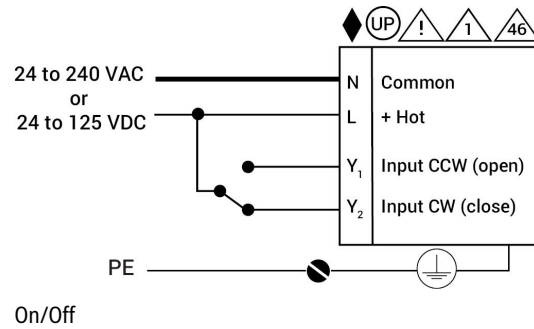 UP ! 1 46
24 to 240 VAC
or
24 to 125 VDC
N Common
L + Hot
Y₁ Input CCW (open)
Y₂ Input CW (close)
PE
On/Off